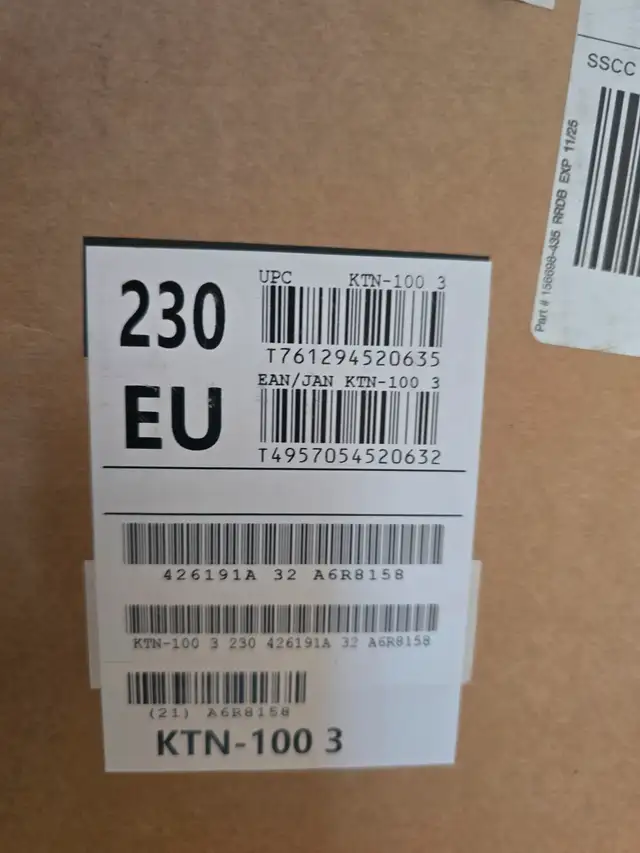 230
EU
UPC KTN-100 3
T761294520635
EAN/JAN KTN-100 3
T4957054520632
426191A 32 A6R8158
KTN-100 3 230 426191A 32 A6R8158
(21) A6R8158
KTN-100 3
SSCC
Part # 156698-435 RRDB EXP 11/25